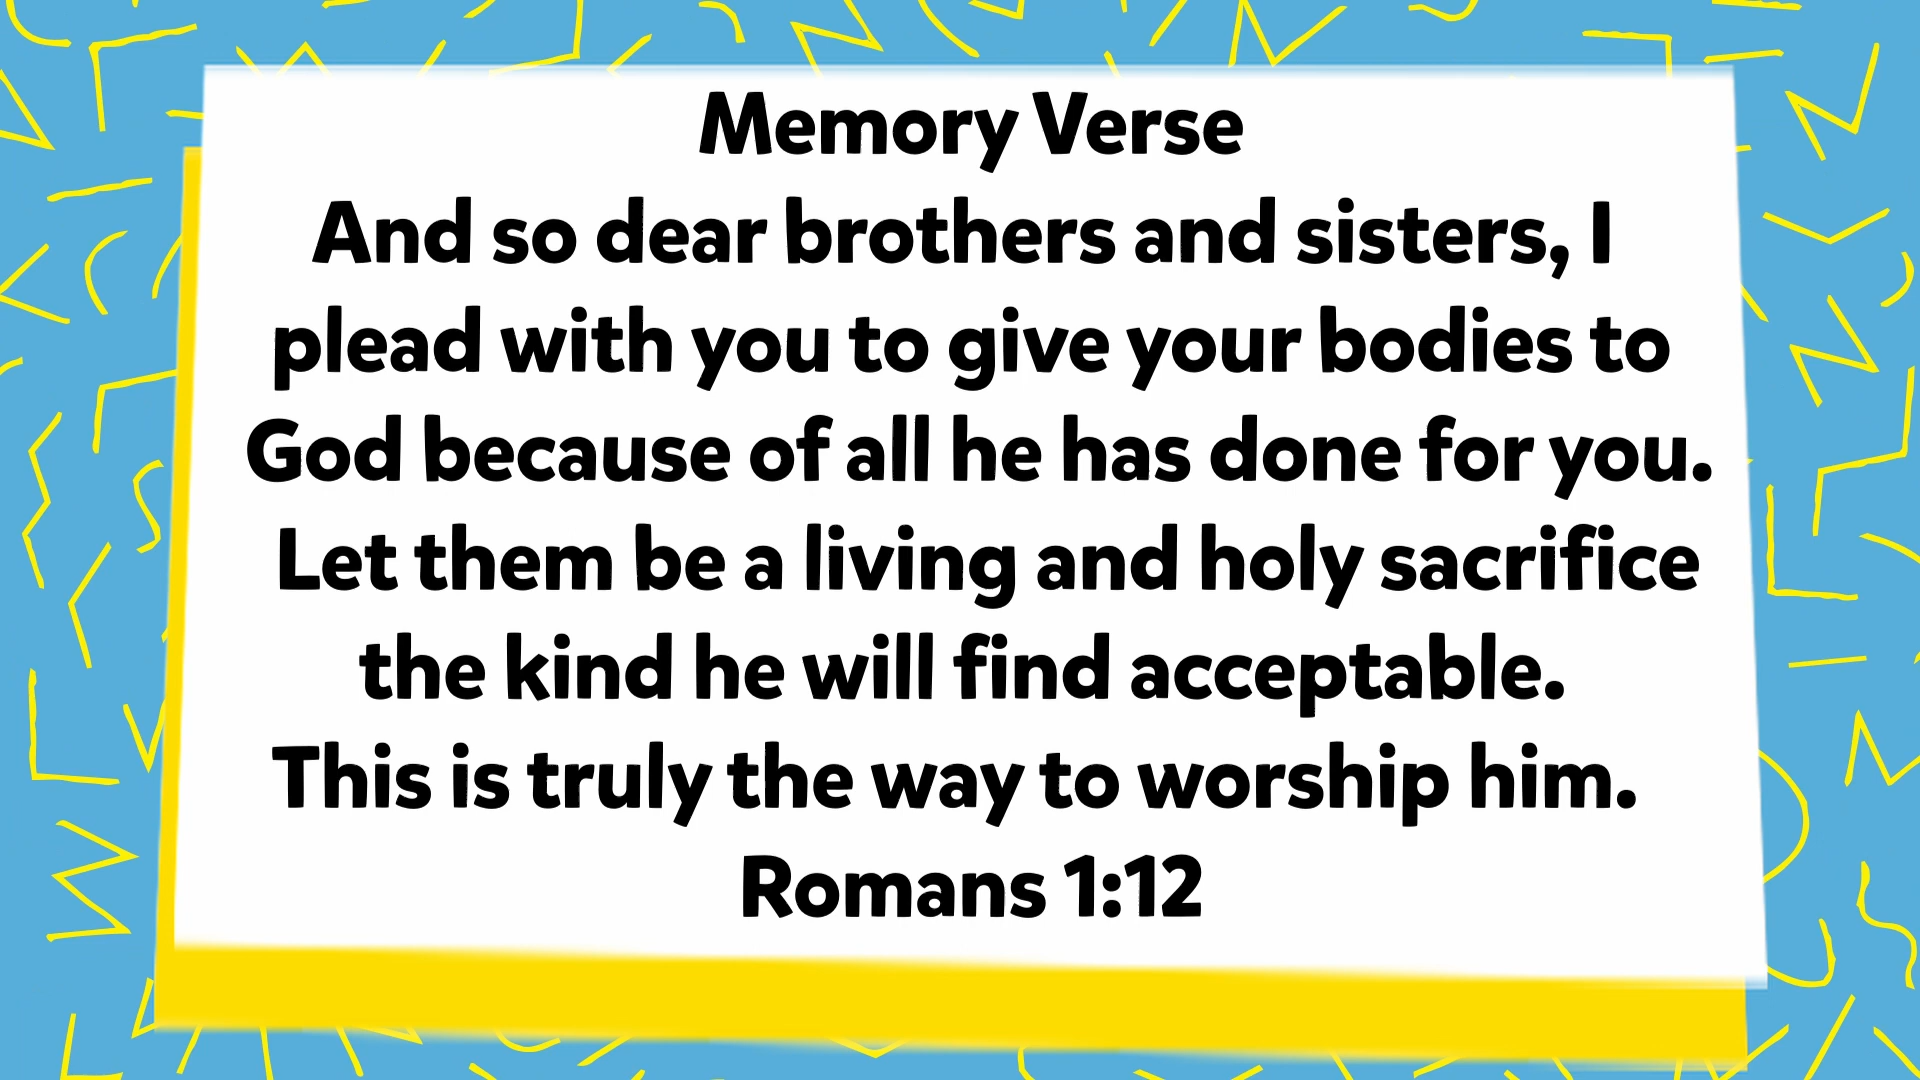 Memory Verse
And so dear brothers and sisters, I
plead with you to give your bodies to
God because of all he has done for you.
Let them be a living and holy sacrifice
the kind he will find acceptable.
This is truly the way to worship him.
Romans 1:12